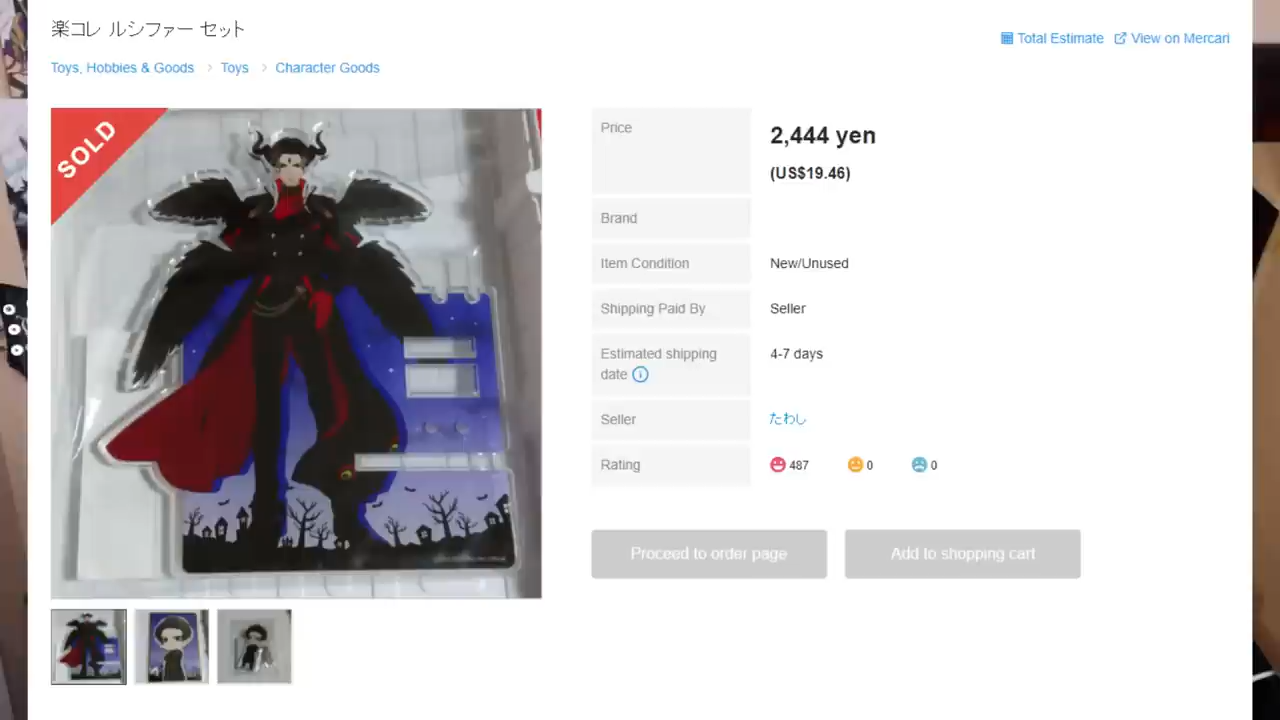 楽コレ ルシファー セット
Total Estimate View on Mercari
Toys, Hobbies & Goods > Toys > Character Goods
SOLD
Price
2,444 yen
(US$19.46)
Brand
Item Condition
New/Unused
Shipping Paid By
Seller
Estimated shipping
date
4-7 days
Seller
たわし
Rating
487
0
0
Proceed to order page
Add to shopping cart